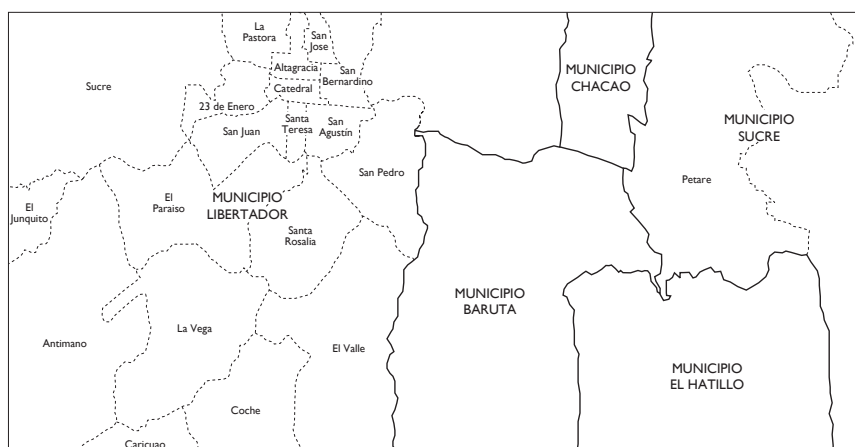 La
Pastora
San
Jose
Altagracia
San
Bernardino
MUNICIPIO
CHACAO
Sucre
Catedral
23 de Enero
Santa
Teresa
San
Agustín
San Juan
MUNICIPIO
SUCRE
San Pedro
Petare
El
Junquito
El
Paraiso
MUNICIPIO
LIBERTADOR
Santa
Rosalia
MUNICIPIO
BARUTA
La Vega
Antimano
El Valle
MUNICIPIO
EL HATILLO
Coche
Caricuao